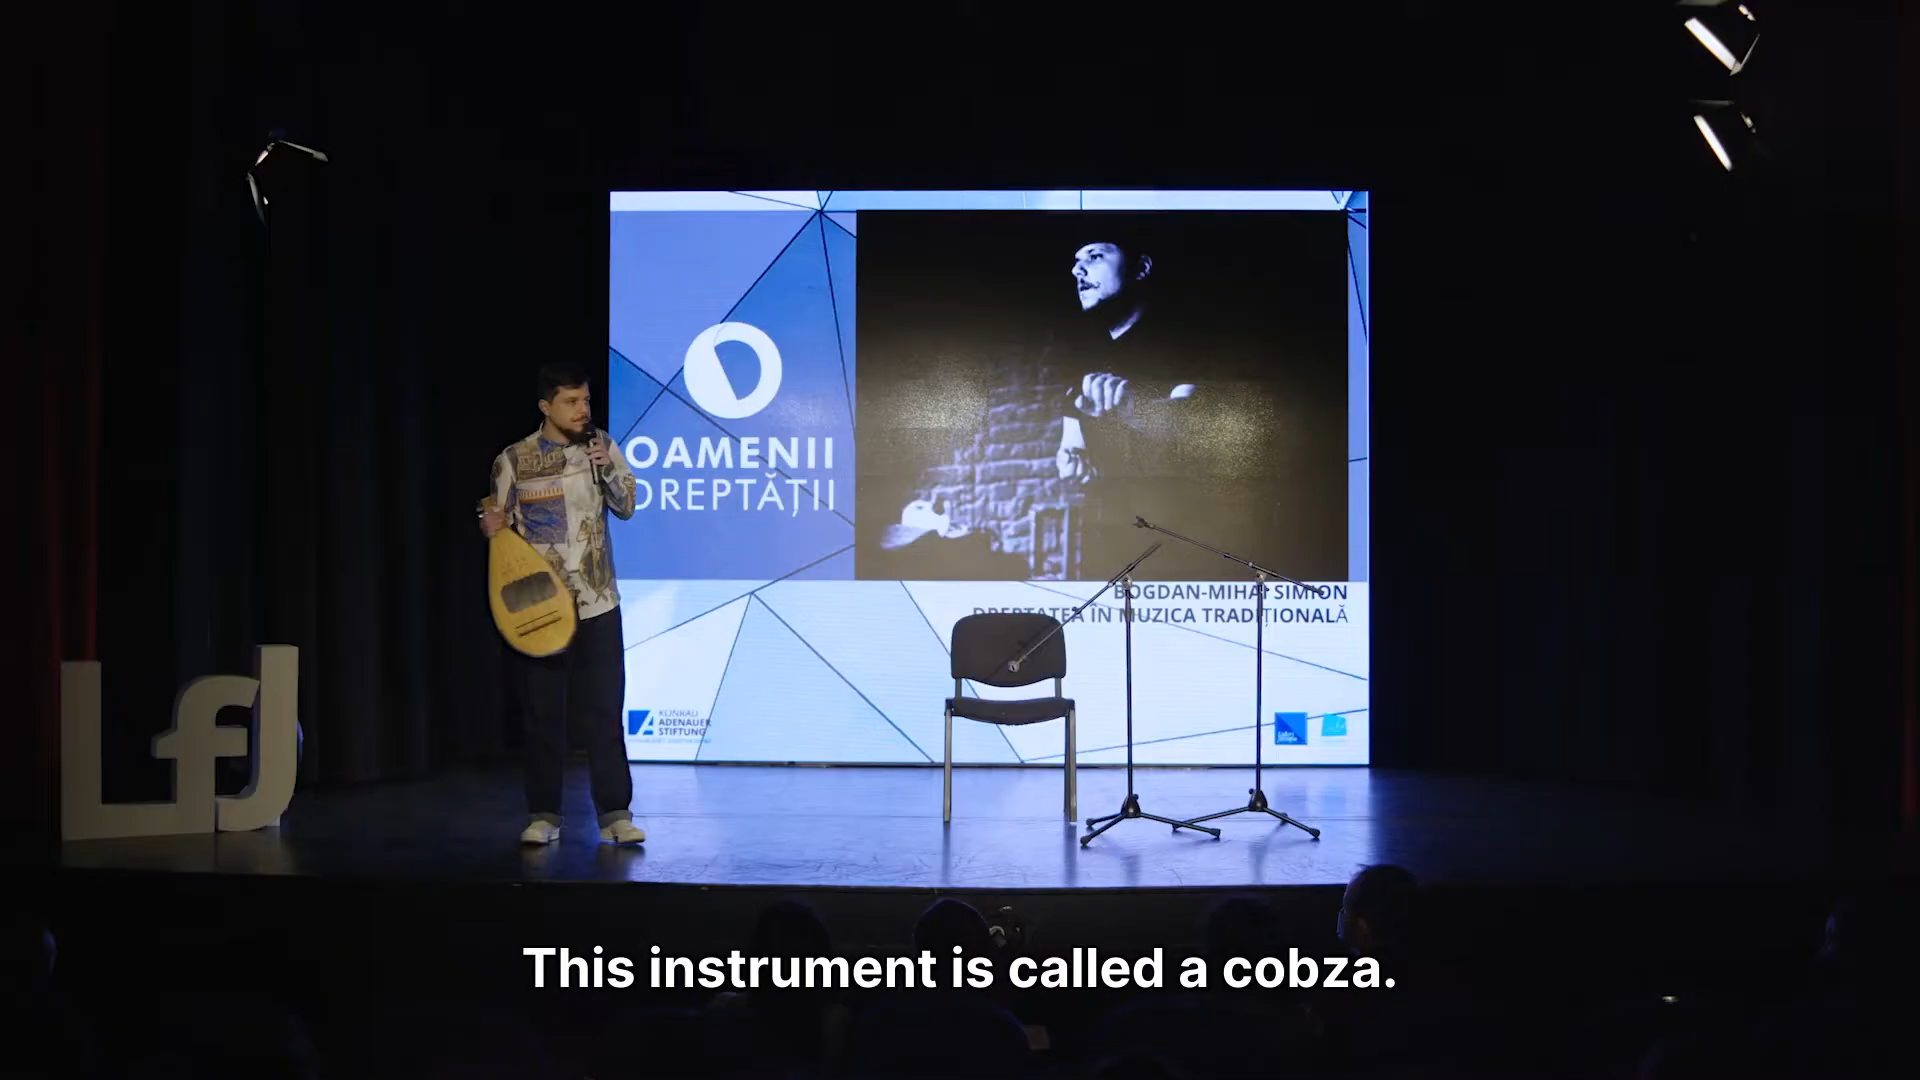 OAMENII
DREPTĂȚII
BOGDAN-MIHAI SIMION
DREPTATEA ÎN MUZICA TRADIȚIONALĂ
KONRAD
ADENAUER
STIFTUNG
LfJ
This instrument is called a cobza.